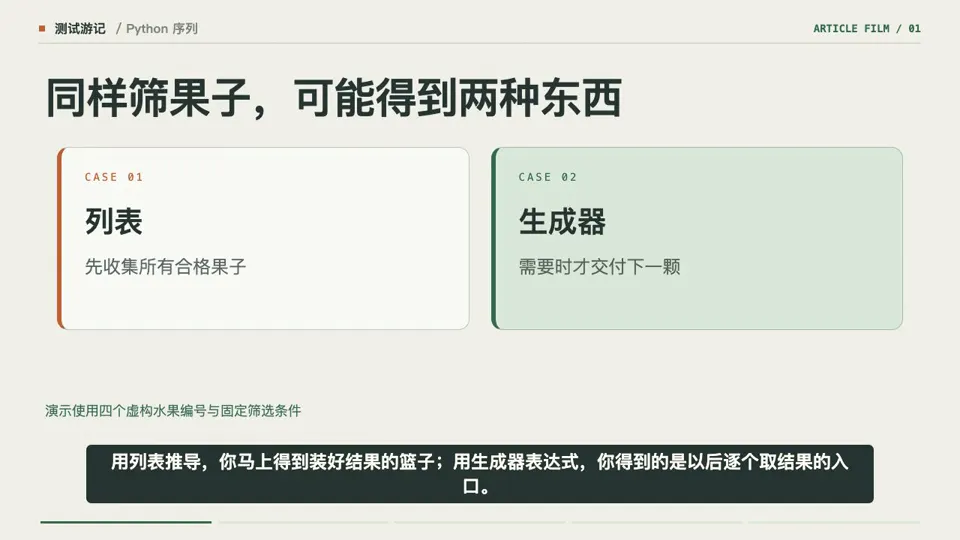 测试游记 / Python 序列
ARTICLE FILM / 01
同样筛果子，可能得到两种东西
CASE 01
列表
先收集所有合格果子
CASE 02
生成器
需要时才交付下一颗
演示使用四个虚构水果编号与固定筛选条件
用列表推导，你马上得到装好结果的篮子；用生成器表达式，你得到的是以后逐个取结果的入
口。